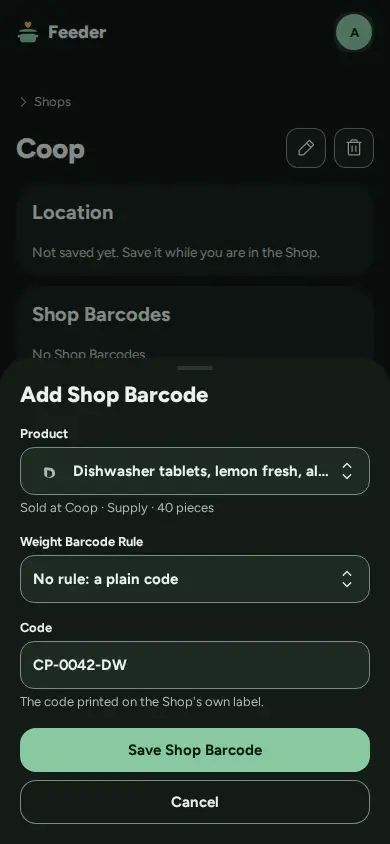 Feeder
A
Shops
Coop
Location
Not saved yet. Save it while you are in the Shop.
Shop Barcodes
No Shop Barcodes
Add Shop Barcode
Product
Dishwasher tablets, lemon fresh, al...
Sold at Coop · Supply · 40 pieces
Weight Barcode Rule
No rule: a plain code
Code
CP-0042-DW
The code printed on the Shop's own label.
Save Shop Barcode
Cancel